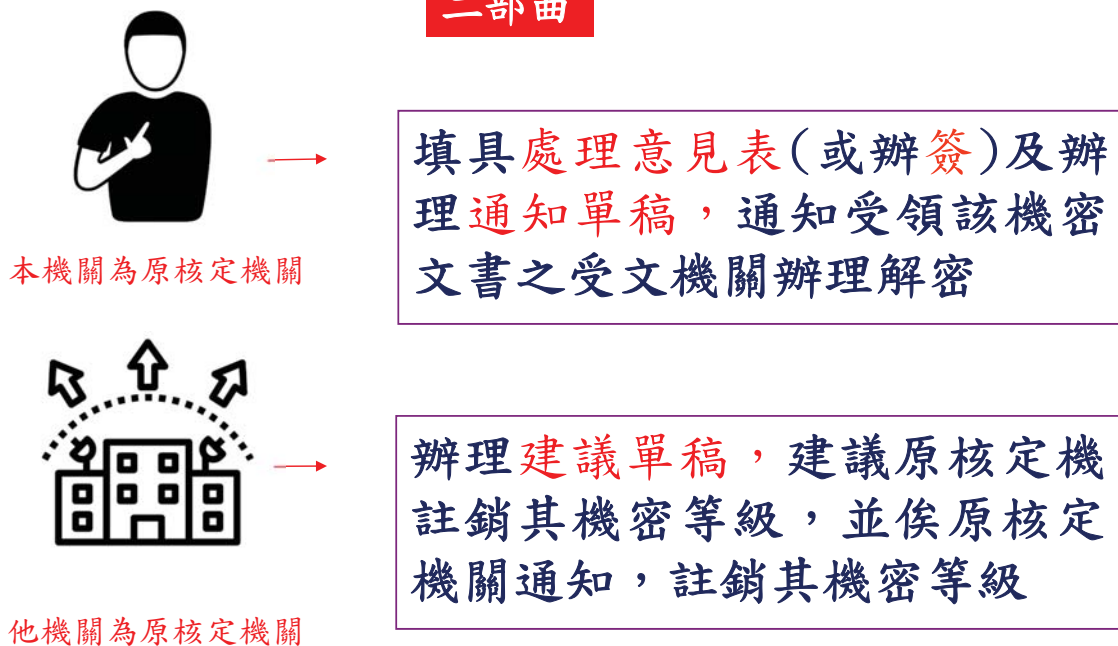 二部曲
填具處理意見表(或辦簽)及辦
理通知單稿，通知受領該機密
文書之受文機關辦理解密
本機關為原核定機關
辦理建議單稿，建議原核定機
註銷其機密等級，並俟原核定
機關通知，註銷其機密等級
他機關為原核定機關